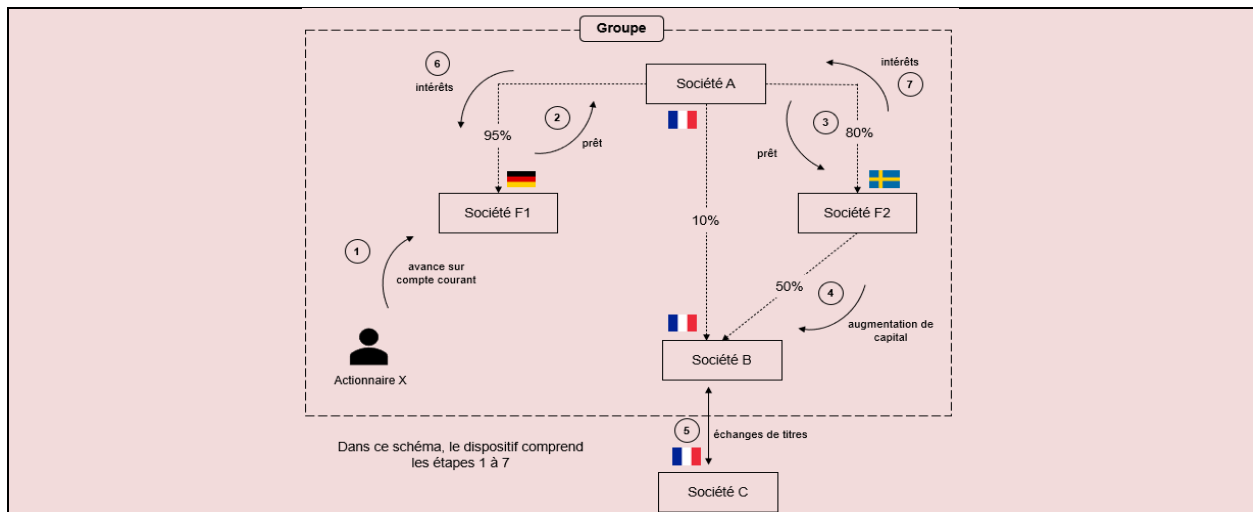 Groupe
6
intérêts
Société A
intérêts
7
2
prêt
95%
3
80%
prêt
Société F1
Société F2
10%
1
avance sur
compte courant
50%
4
augmentation de
capital
Société B
Actionnaire X
5
échanges de titres
Dans ce schéma, le dispositif comprend
les étapes 1 à 7
Société C